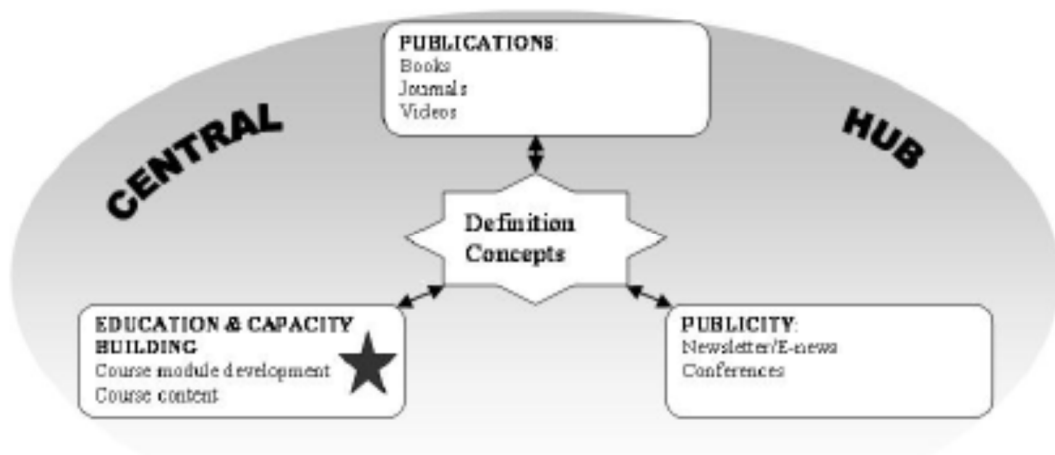 PUBLICATIONS:
Books
Journals
Videos
CENTRAL
HUB
Definition
Concepts
EDUCATION & CAPACITY
BUILDING
Course module development
Course content
PUBLICITY:
Newsletter/E-news
Conferences